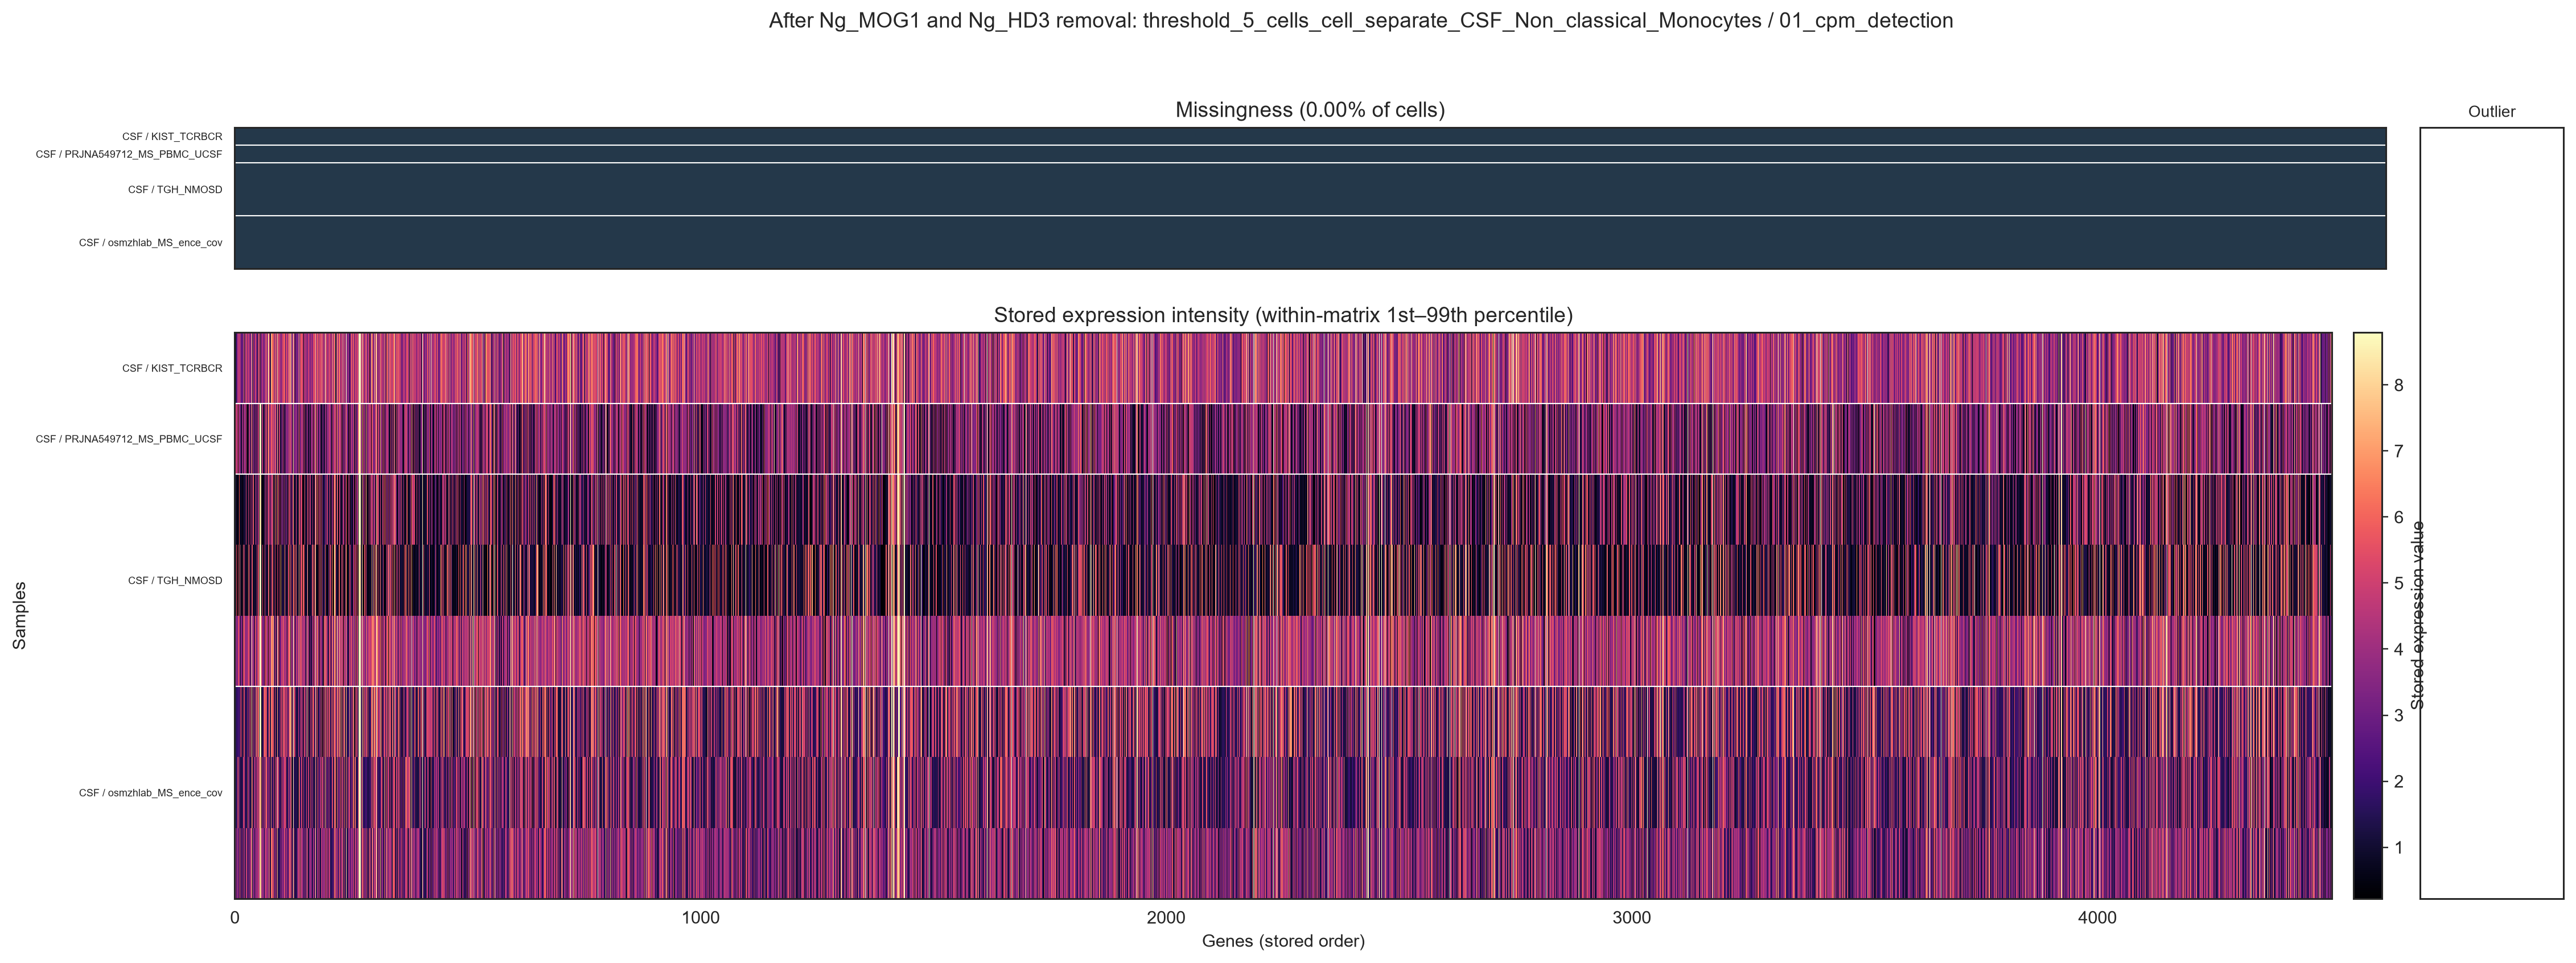 After Ng_MOG1 and Ng_HD3 removal: threshold_5_cells_cell_separate_CSF_Non_classical_Monocytes / 01_cpm_detection
Missingness (0.00% of cells)
Outlier
CSF / KIST_TCRBCR
CSF / PRJNA549712_MS_PBMC_UCSF
CSF / TGH_NMOSD
CSF / osmzhlab_MS_ence_cov
Stored expression intensity (within-matrix 1st–99th percentile)
CSF / KIST_TCRBCR
CSF / PRJNA549712_MS_PBMC_UCSF
CSF / TGH_NMOSD
CSF / osmzhlab_MS_ence_cov
Samples
8
7
6
5
4
3
2
1
Stored expression value
0 1000 2000 3000 4000
Genes (stored order)